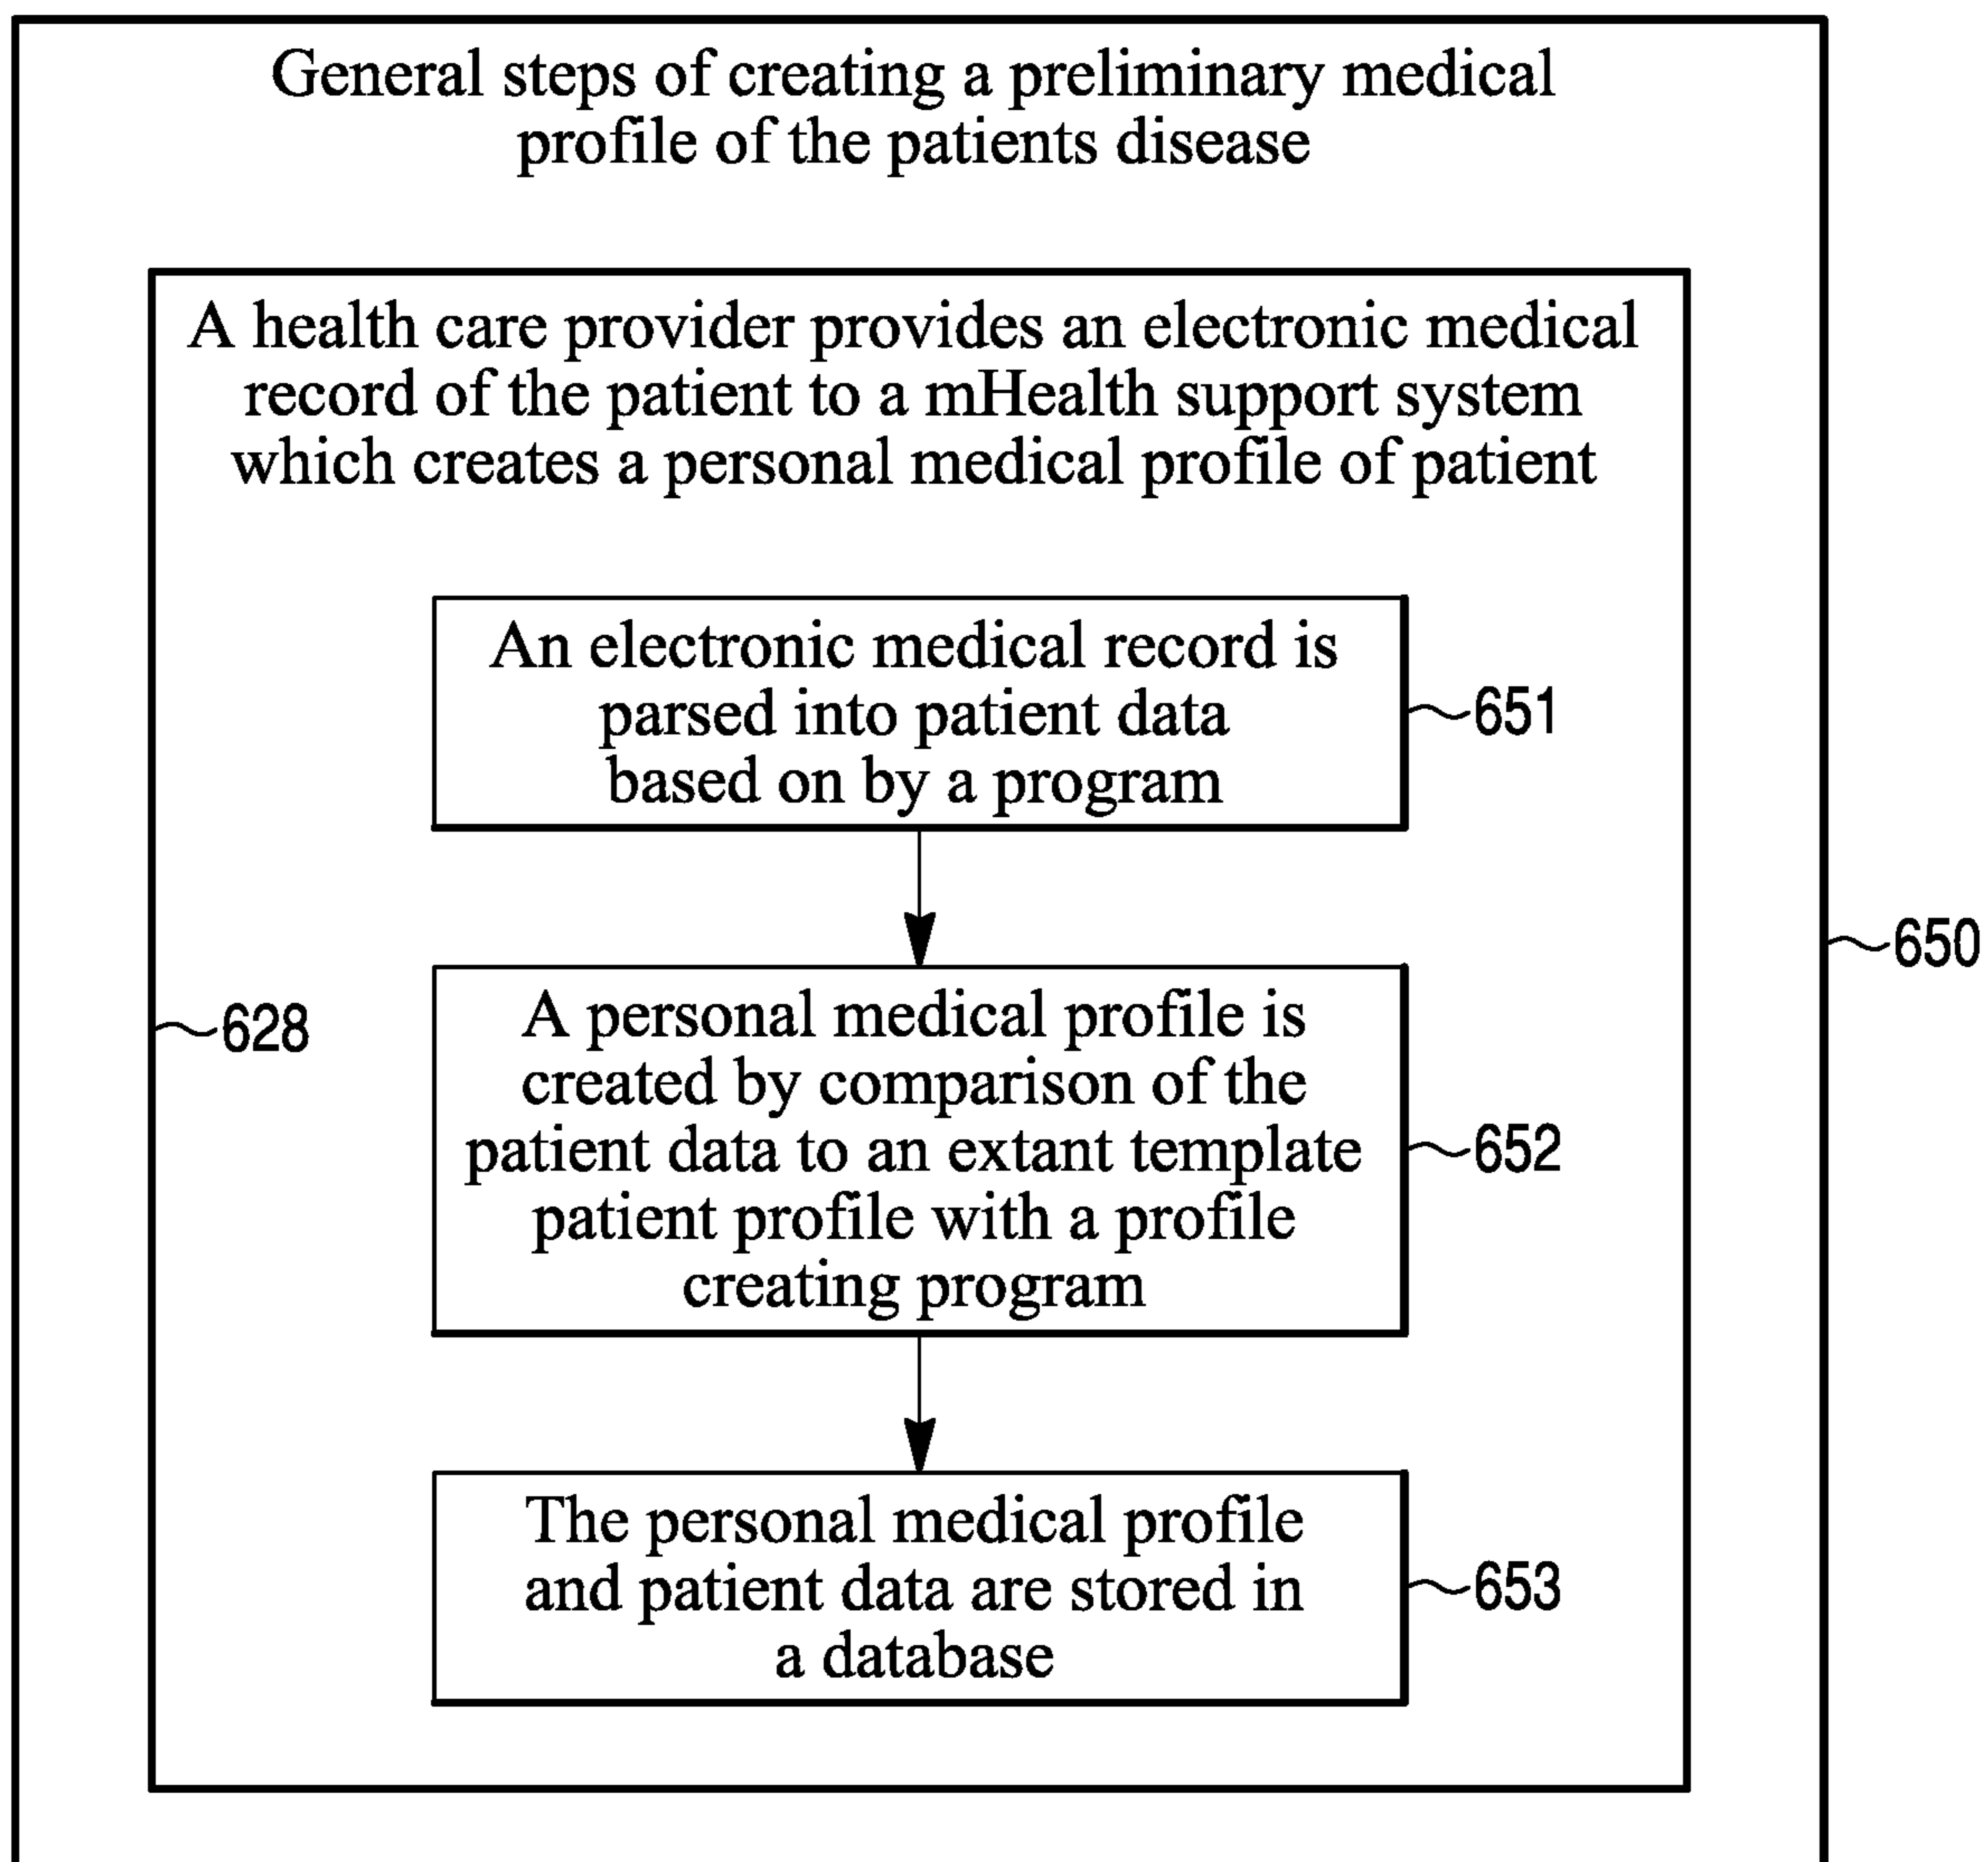 General steps of creating a preliminary medical
profile of the patients disease
A health care provider provides an electronic medical
record of the patient to a mHealth support system
which creates a personal medical profile of patient
An electronic medical record is
parsed into patient data
based on by a program
651
650
628
A personal medical profile is
created by comparison of the
patient data to an extant template
patient profile with a profile
creating program
652
The personal medical profile
and patient data are stored in
a database
653